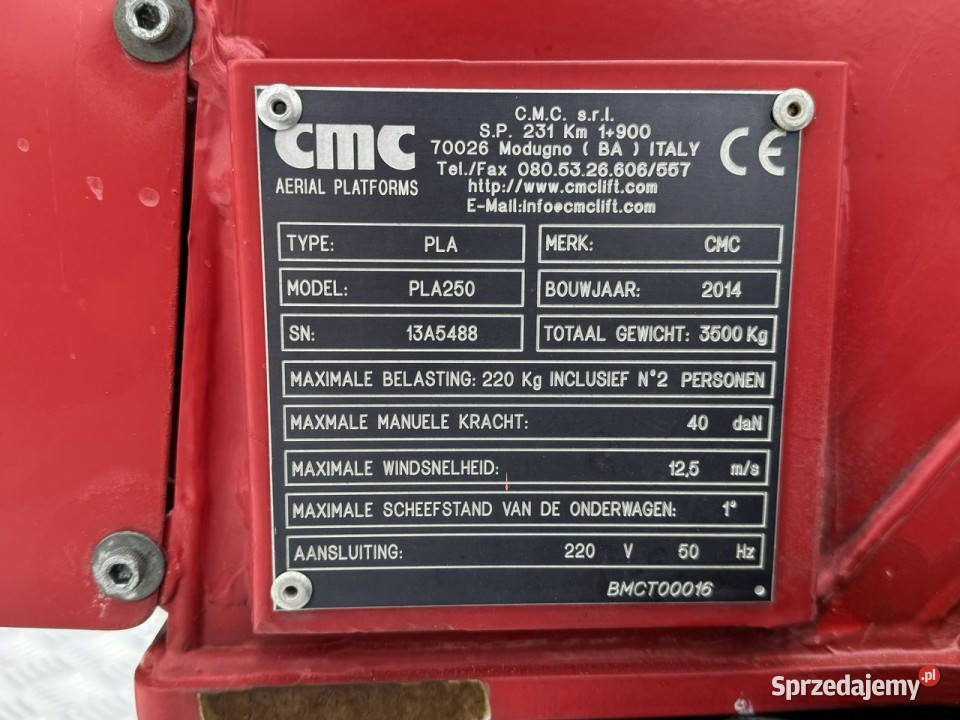 CMC
AERIAL PLATFORMS
C.M.C. s.r.l.
S.P. 231 Km 1+900
70026 Modugno ( BA ) ITALY
Tel./Fax 080.53.26.606/557
http://www.cmclift.com
E-Mail:info@cmclift.com
CE
TYPE: PLA
MERK: CMC
MODEL: PLA250
BOUWJAAR: 2014
SN: 13A5488
TOTAAL GEWICHT: 3500 Kg
MAXIMALE BELASTING: 220 Kg INCLUSIEF N°2 PERSONEN
MAXMALE MANUELE KRACHT: 40 daN
MAXIMALE WINDSNELHEID: 12,5 m/s
MAXIMALE SCHEEFSTAND VAN DE ONDERWAGEN: 1°
AANSLUITING: 220 V 50 Hz
BMCT00016
Sprzedajemy.pl